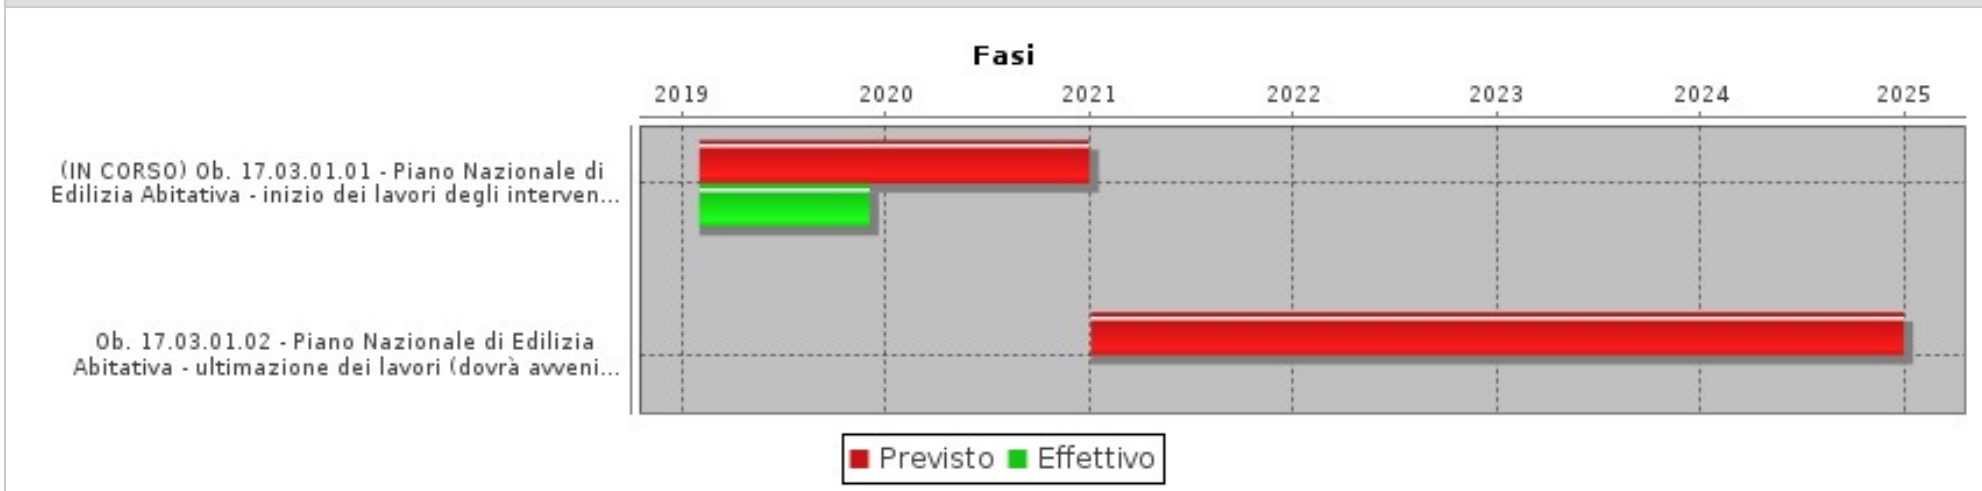 Fasi
2019 2020 2021 2022 2023 2024 2025
(IN CORSO) Ob. 17.03.01.01 - Piano Nazionale di
Edilizia Abitativa - inizio dei lavori degli interven...
Ob. 17.03.01.02 - Piano Nazionale di Edilizia
Abitativa - ultimazione dei lavori (dovrà avveni...
Previsto Effettivo